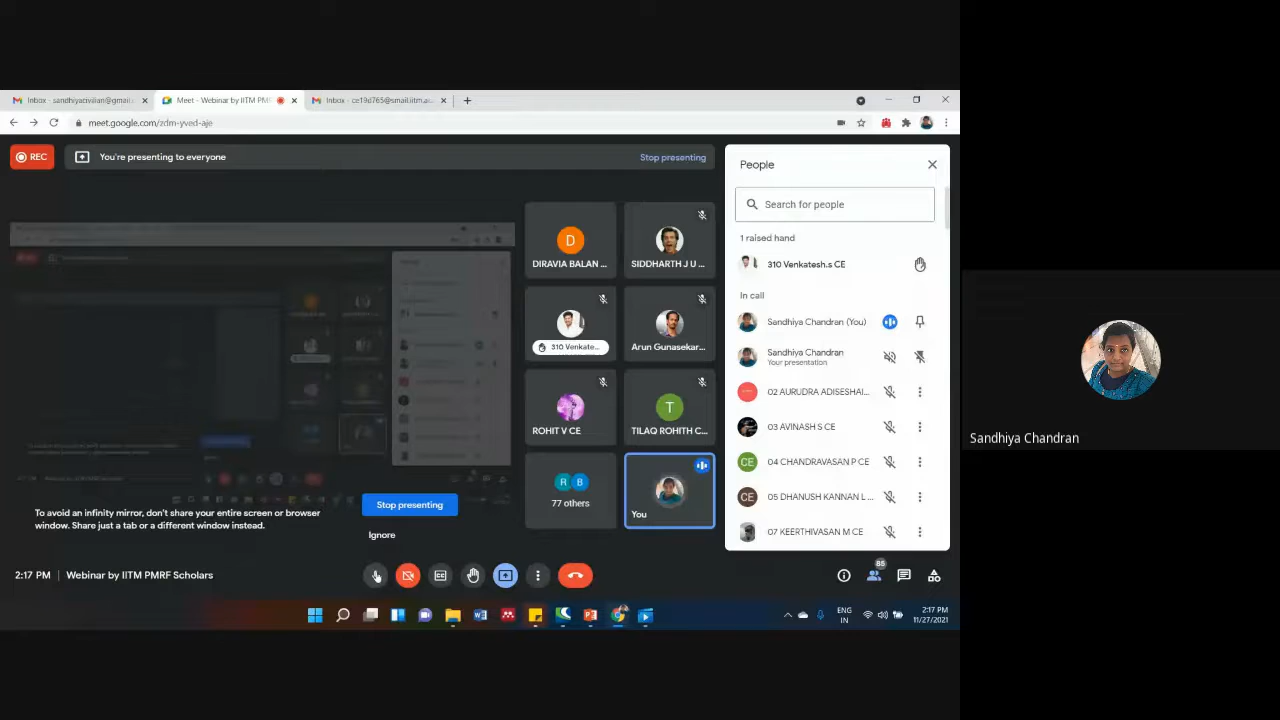 Inbox - sandhiyacivilian@gmail.c
Meet - Webinar by IITM PMRF
Inbox - ce19d765@smail.iitm.ac
meet.google.com/zdm-yved-aje
REC
You're presenting to everyone
Stop presenting
People
Search for people
1 raised hand
310 Venkatesh.s CE
In call
Sandhiya Chandran (You)
Sandhiya Chandran
Your presentation
02 AURUDRA ADISESHAI...
03 AVINASH S CE
CE
04 CHANDRAVASAN P CE
CE
05 DHANUSH KANNAN L ...
07 KEERTHIVASAN M CE
D
DIRAVIA BALAN ...
SIDDHARTH J U ...
310 Venkate...
Arun Gunasekar...
ROHIT V CE
T
TILAQ ROHITH C...
R B
77 others
You
To avoid an infinity mirror, don't share your entire screen or browser
window. Share just a tab or a different window instead.
Stop presenting
Ignore
2:17 PM | Webinar by IITM PMRF Scholars
86
ENG
IN
2:17 PM
11/27/2021
Sandhiya Chandran